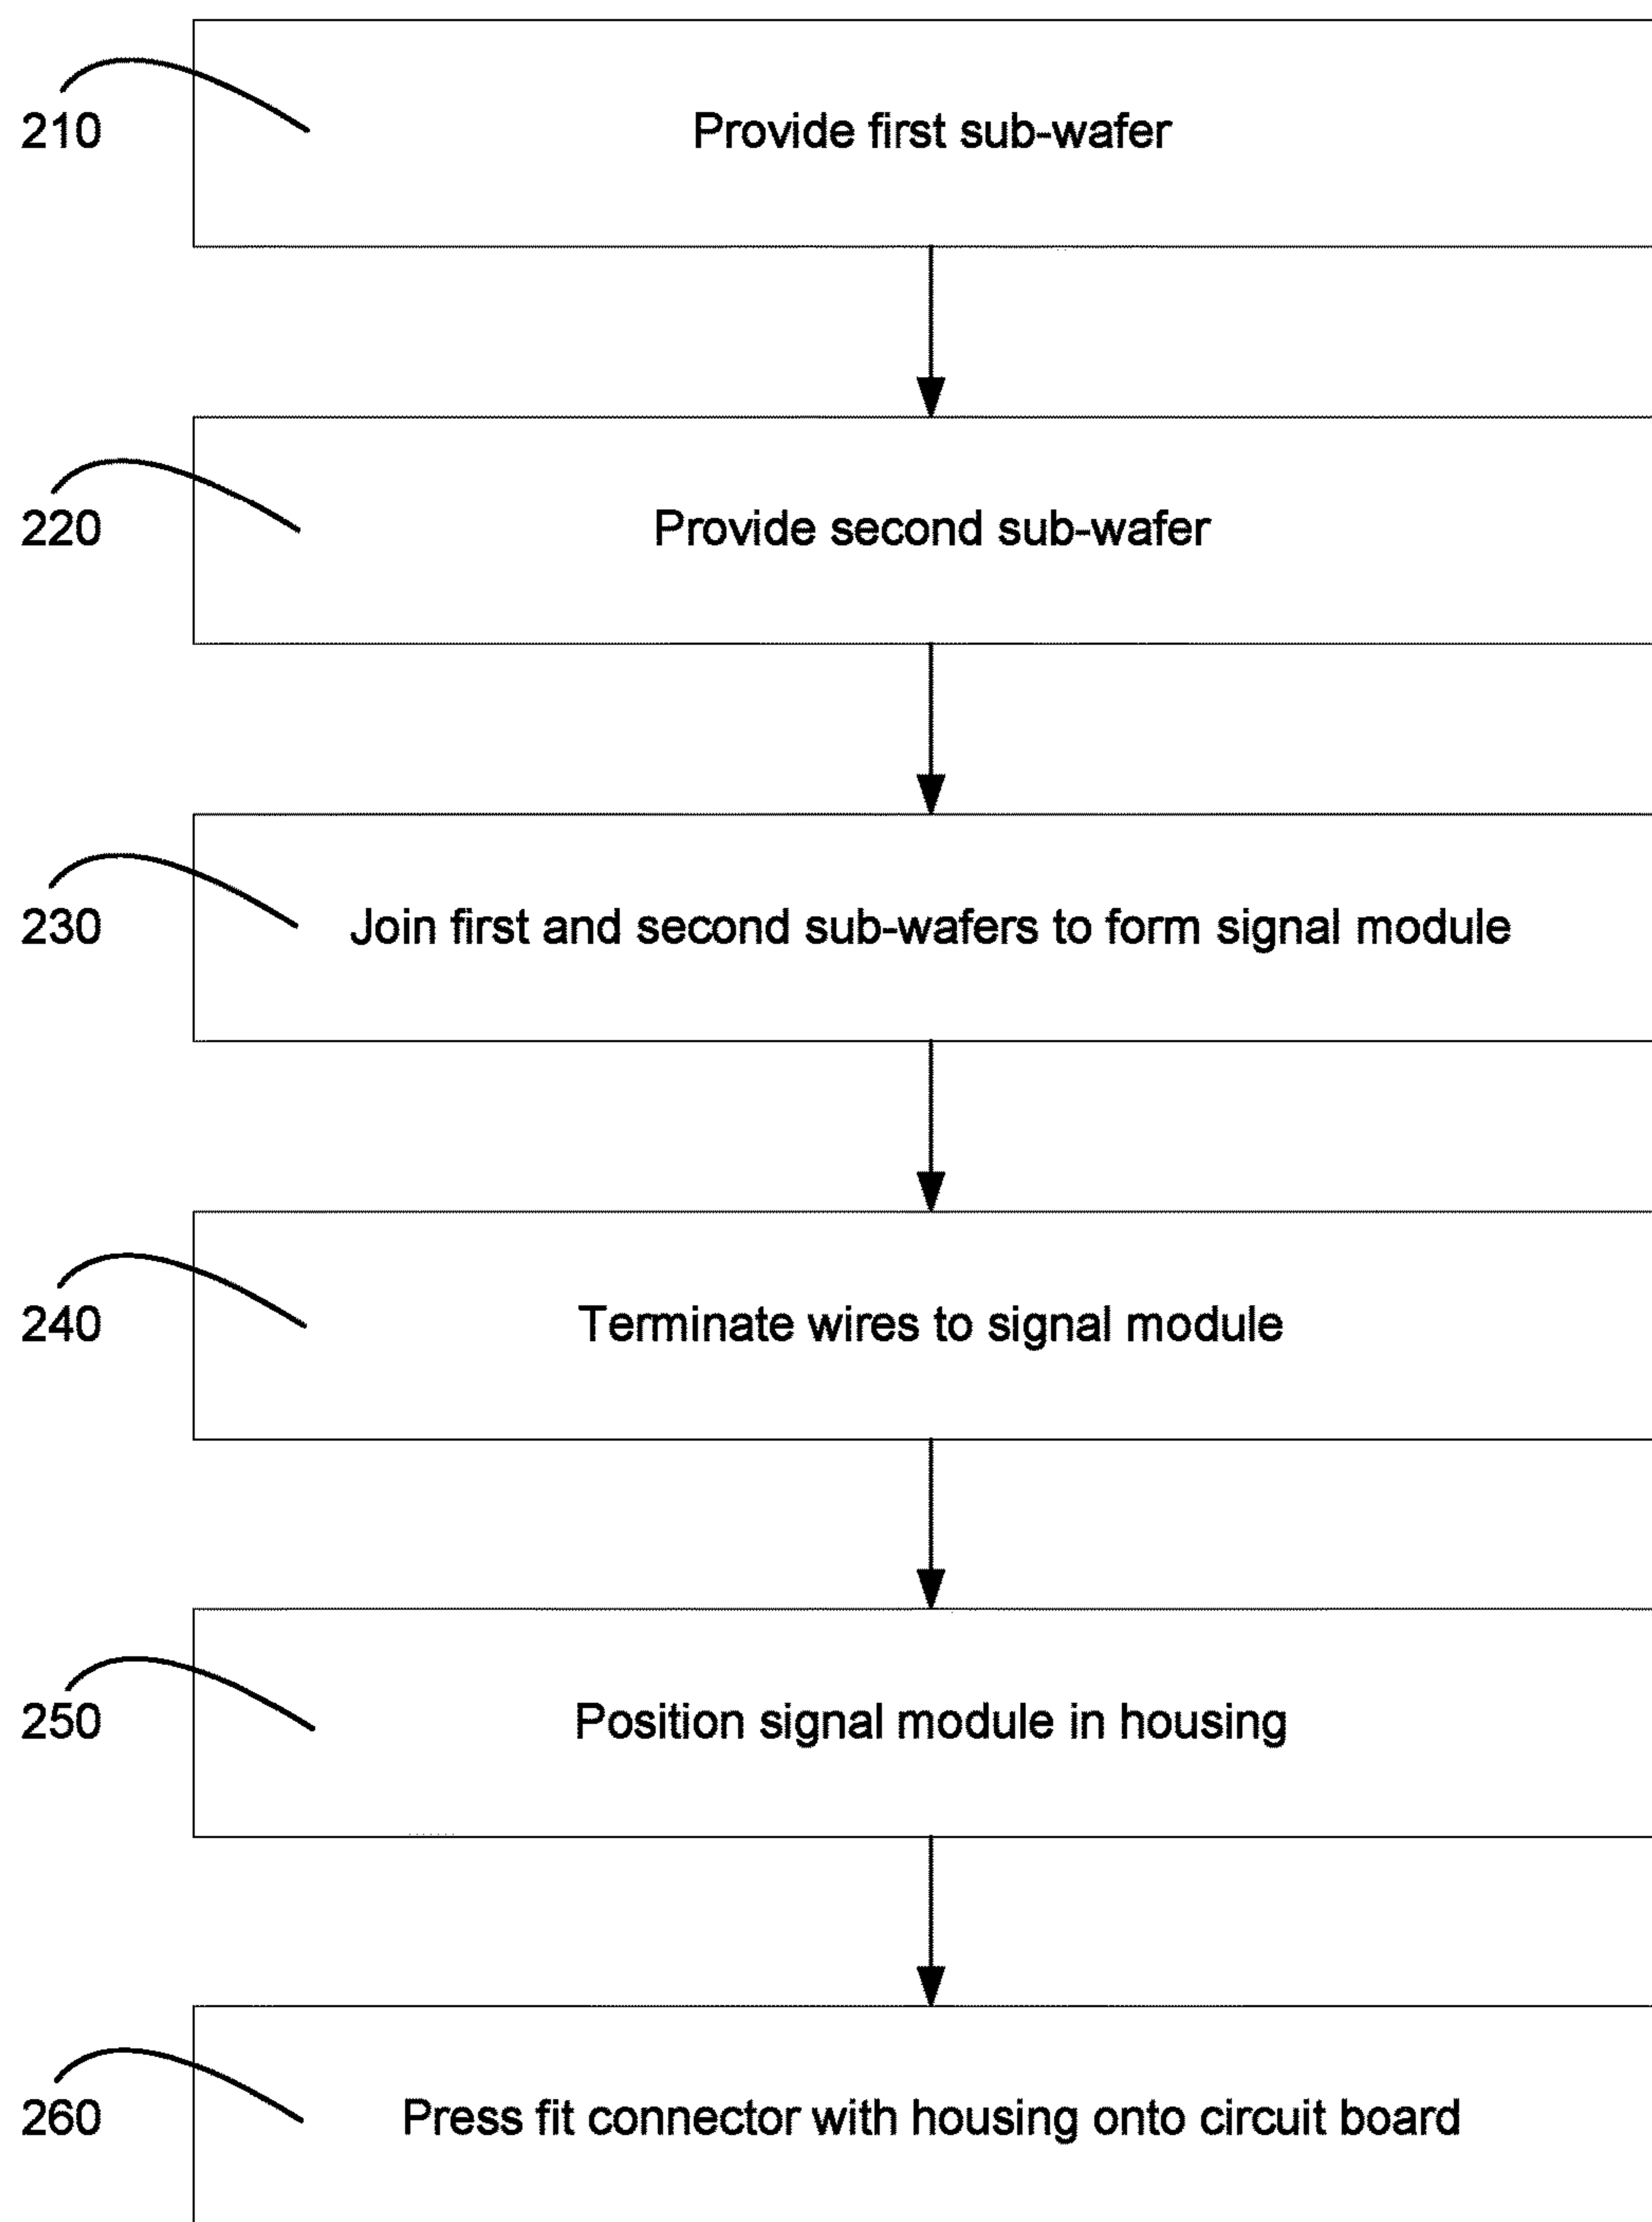 210
Provide first sub-wafer
220
Provide second sub-wafer
230
Join first and second sub-wafers to form signal module
240
Terminate wires to signal module
250
Position signal module in housing
260
Press fit connector with housing onto circuit board